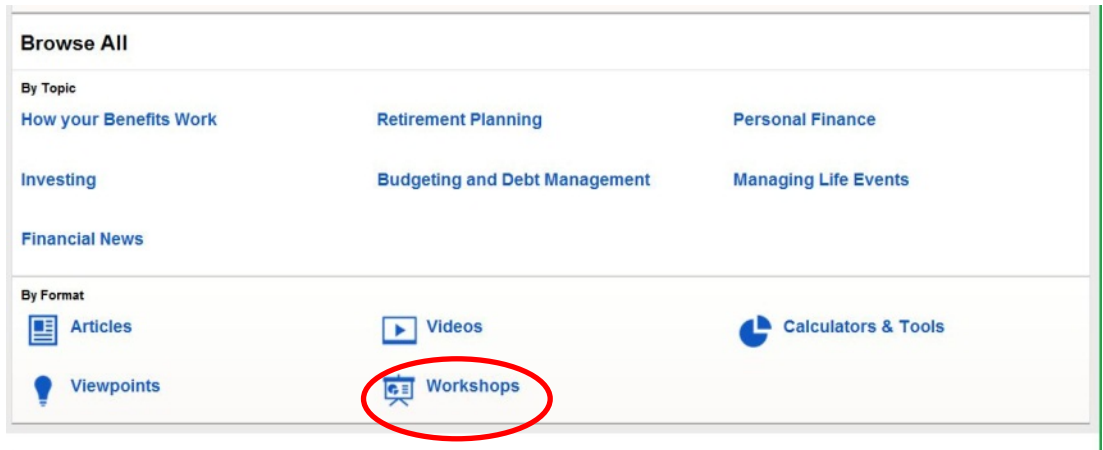 Browse All
By Topic
How your Benefits Work
Retirement Planning
Personal Finance
Investing
Budgeting and Debt Management
Managing Life Events
Financial News
By Format
Articles
Videos
Calculators & Tools
Viewpoints
Workshops